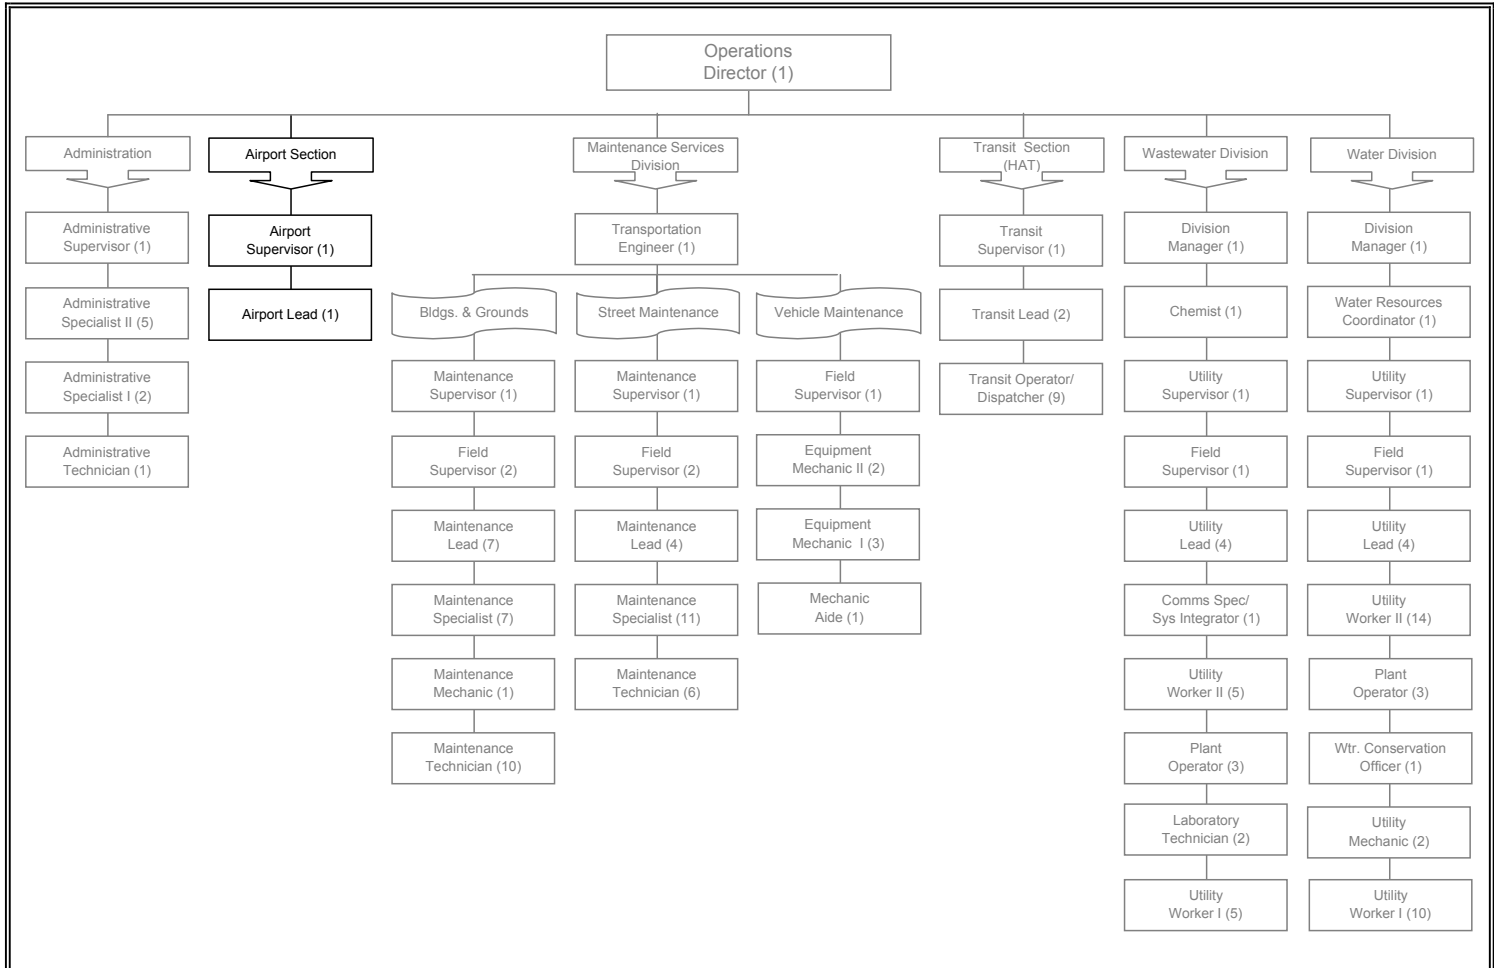 Operations
Director (1)
Administration
Administrative
Supervisor (1)
Administrative
Specialist II (5)
Administrative
Specialist I (2)
Administrative
Technician (1)
Airport Section
Airport
Supervisor (1)
Airport Lead (1)
Maintenance Services
Division
Transportation
Engineer (1)
Bldgs. & Grounds
Maintenance
Supervisor (1)
Field
Supervisor (2)
Maintenance
Lead (7)
Maintenance
Specialist (7)
Maintenance
Mechanic (1)
Maintenance
Technician (10)
Street Maintenance
Maintenance
Supervisor (1)
Field
Supervisor (2)
Maintenance
Lead (4)
Maintenance
Specialist (11)
Maintenance
Technician (6)
Vehicle Maintenance
Field
Supervisor (1)
Equipment
Mechanic II (2)
Equipment
Mechanic I (3)
Mechanic
Aide (1)
Transit Section
(HAT)
Transit
Supervisor (1)
Transit Lead (2)
Transit Operator/
Dispatcher (9)
Wastewater Division
Division
Manager (1)
Chemist (1)
Utility
Supervisor (1)
Field
Supervisor (1)
Utility
Lead (4)
Comms Spec/
Sys Integrator (1)
Utility
Worker II (5)
Plant
Operator (3)
Laboratory
Technician (2)
Utility
Worker I (5)
Water Division
Division
Manager (1)
Water Resources
Coordinator (1)
Utility
Supervisor (1)
Field
Supervisor (1)
Utility
Lead (4)
Utility
Worker II (14)
Plant
Operator (3)
Wtr. Conservation
Officer (1)
Utility
Mechanic (2)
Utility
Worker I (10)